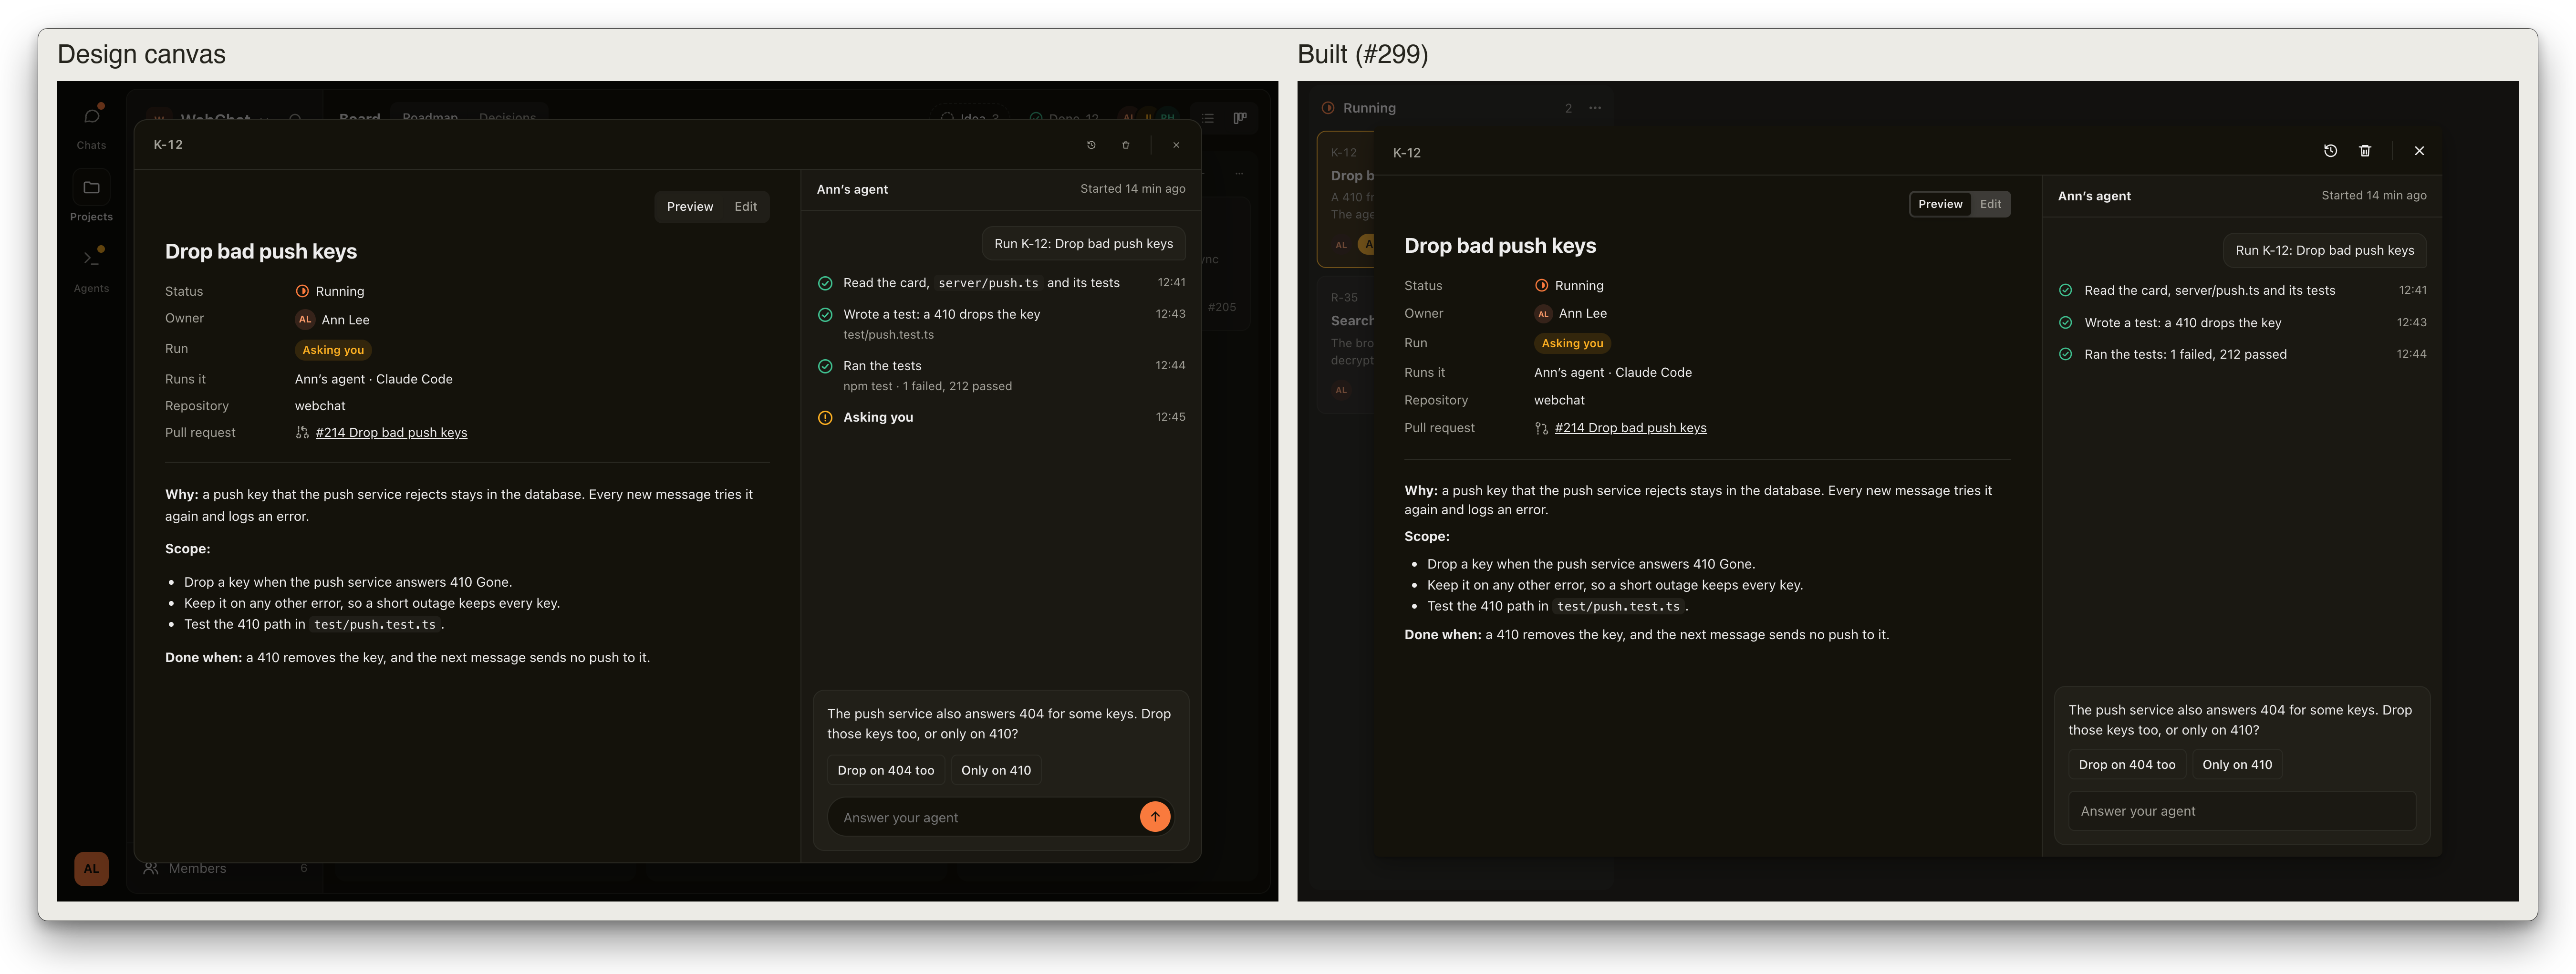 Design canvas
Chats
Projects
Agents
AL
WebChat
Board
Roadmap
Decisions
Idea 3
Done 12
K-12
Preview
Edit
Drop bad push keys
Status
Running
Owner
AL
Ann Lee
Run
Asking you
Runs it
Ann's agent · Claude Code
Repository
webchat
Pull request
#214 Drop bad push keys
Why: a push key that the push service rejects stays in the database. Every new message tries it
again and logs an error.
Scope:
• Drop a key when the push service answers 410 Gone.
• Keep it on any other error, so a short outage keeps every key.
• Test the 410 path in test/push.test.ts.
Done when: a 410 removes the key, and the next message sends no push to it.
Ann's agent
Started 14 min ago
Run K-12: Drop bad push keys
Read the card, server/push.ts and its tests
12:41
Wrote a test: a 410 drops the key
12:43
test/push.test.ts
Ran the tests
12:44
npm test · 1 failed, 212 passed
Asking you
12:45
The push service also answers 404 for some keys. Drop
those keys too, or only on 410?
Drop on 404 too
Only on 410
Answer your agent
#205
Members
6
Built (#299)
Running
2
K-12
Drop b
A 410 fr
The age
AL
A
R-35
Search
The bro
decrypt
AL
K-12
Preview
Edit
Drop bad push keys
Status
Running
Owner
AL
Ann Lee
Run
Asking you
Runs it
Ann's agent · Claude Code
Repository
webchat
Pull request
#214 Drop bad push keys
Why: a push key that the push service rejects stays in the database. Every new message tries it
again and logs an error.
Scope:
• Drop a key when the push service answers 410 Gone.
• Keep it on any other error, so a short outage keeps every key.
• Test the 410 path in test/push.test.ts.
Done when: a 410 removes the key, and the next message sends no push to it.
Ann's agent
Started 14 min ago
Run K-12: Drop bad push keys
Read the card, server/push.ts and its tests
12:41
Wrote a test: a 410 drops the key
12:43
Ran the tests: 1 failed, 212 passed
12:44
The push service also answers 404 for some keys. Drop
those keys too, or only on 410?
Drop on 404 too
Only on 410
Answer your agent